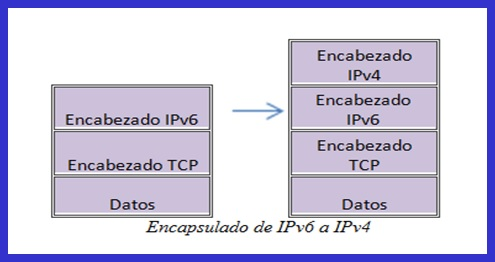 Encabezado IPv6
Encabezado TCP
Datos
Encabezado
IPv4
Encabezado
IPv6
Encabezado
TCP
Datos
Encapsulado de IPv6 a IPv4